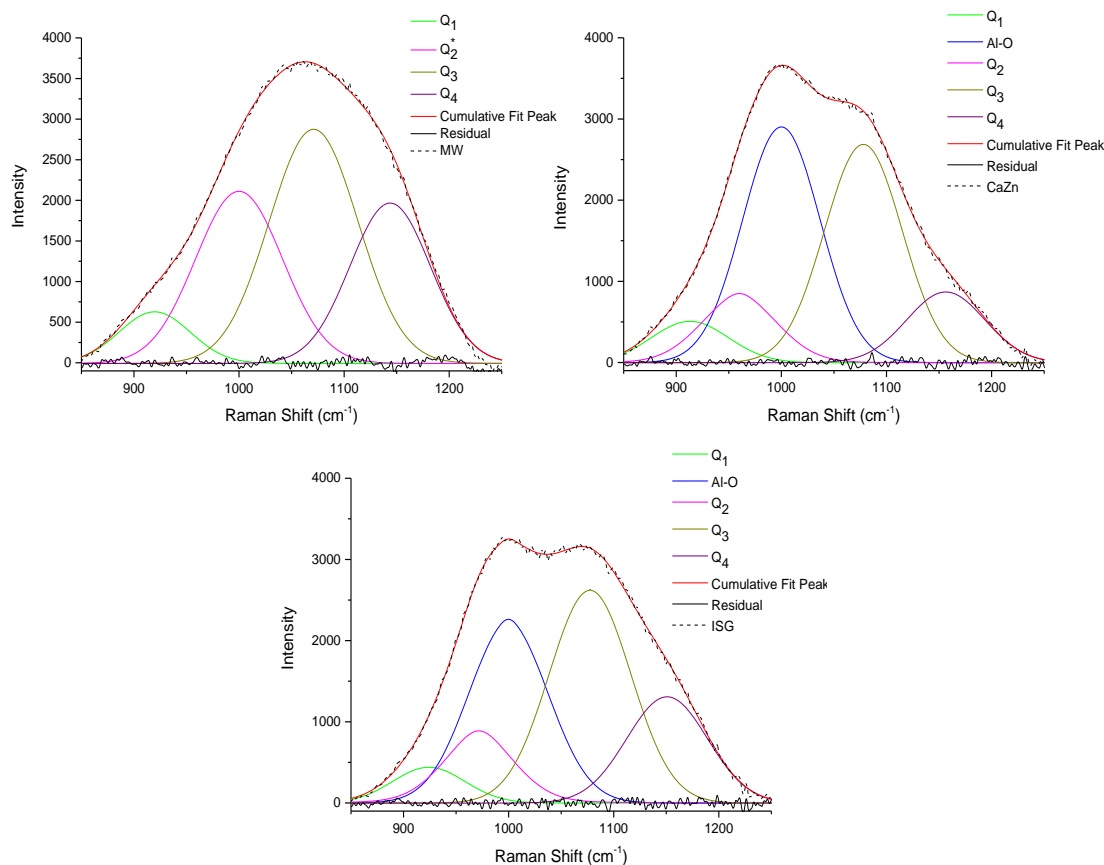 Q1
Q2*
Q3
Q4
Cumulative Fit Peak
Residual
MW
4000
3500
3000
2500
2000
1500
1000
500
0
Intensity
900 1000 1100 1200
Raman Shift (cm-1)
Q1
Al-O
Q2
Q3
Q4
Cumulative Fit Peak
Residual
CaZn
4000
3000
2000
1000
0
Intensity
900 1000 1100 1200
Raman Shift (cm-1)
Q1
Al-O
Q2
Q3
Q4
Cumulative Fit Peak
Residual
ISG
4000
3000
2000
1000
0
Intensity
900 1000 1100 1200
Raman Shift (cm-1)